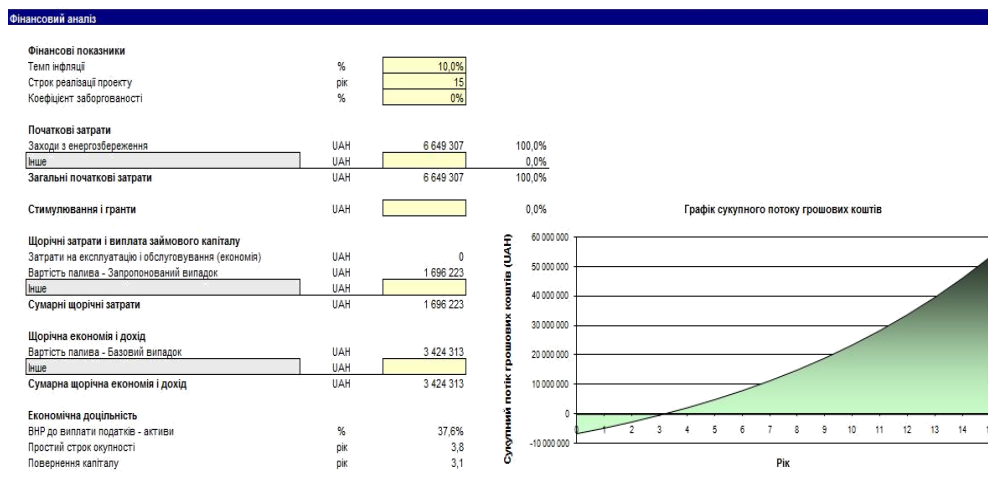 Фінансовий аналіз
Фінансові показники
Темп інфляції % 10,0%
Строк реалізації проекту рік 15
Коефіцієнт заборгованості % 0%
Початкові затрати
Заходи з енергозбереження UAH 6 649 307 100,0%
Інше UAH 0,0%
Загальні початкові затрати UAH 6 649 307 100,0%
Стимулювання і гранти UAH 0,0%
Щорічні затрати і виплата займового капіталу
Затрати на експлуатацію і обслуговування (економія) UAH 0
Вартість палива - Запропонований випадок UAH 1 696 223
Інше UAH
Сумарні щорічні затрати UAH 1 696 223
Щорічна економія і дохід
Вартість палива - Базовий випадок UAH 3 424 313
Інше UAH
Сумарна щорічна економія і дохід UAH 3 424 313
Економічна доцільність
ВНР до виплати податків - активи % 37,6%
Простий строк окупності рік 3,8
Повернення капіталу рік 3,1
Графік сукупного потоку грошових коштів
Сукупний потік грошових коштів (UAH)
60 000 000
50 000 000
40 000 000
30 000 000
20 000 000
10 000 000
0
-10 000 000
0 1 2 3 4 5 6 7 8 9 10 11 12 13 14
Рік